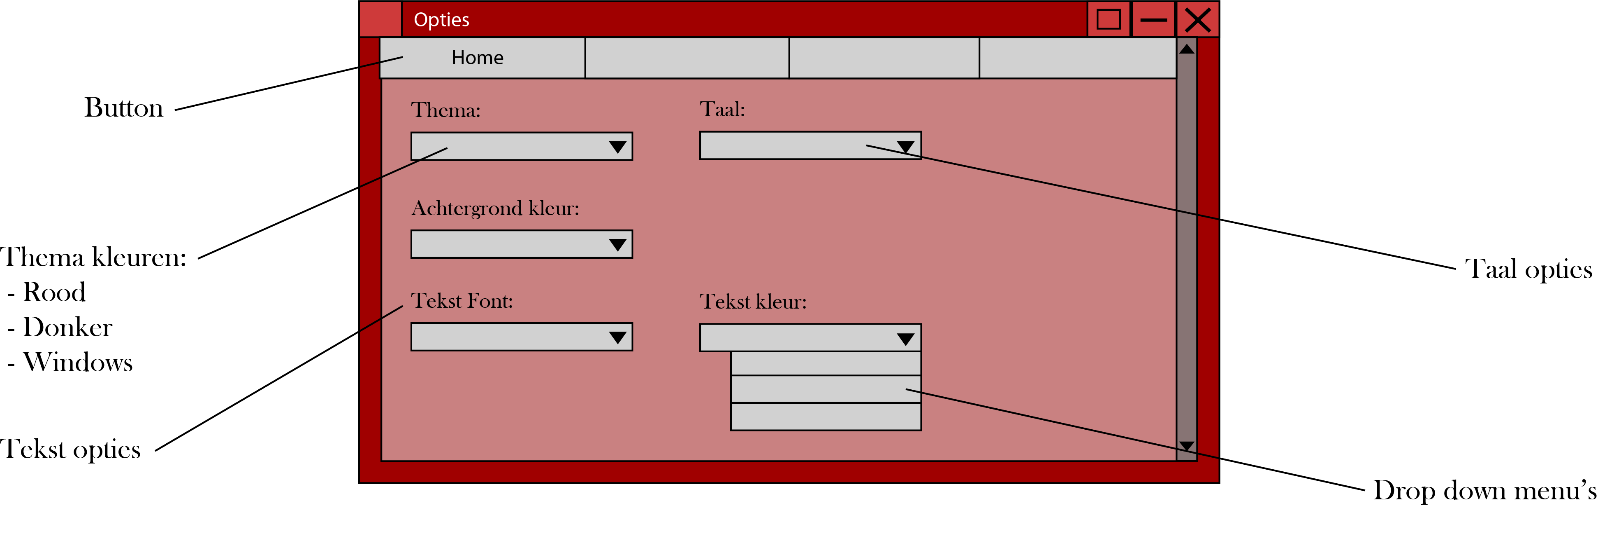 Opties
Home
Button
Thema:
Taal:
Achtergrond kleur:
Thema kleuren:
- Rood
- Donker
- Windows
Taal opties
Tekst Font:
Tekst kleur:
Tekst opties
Drop down menu’s